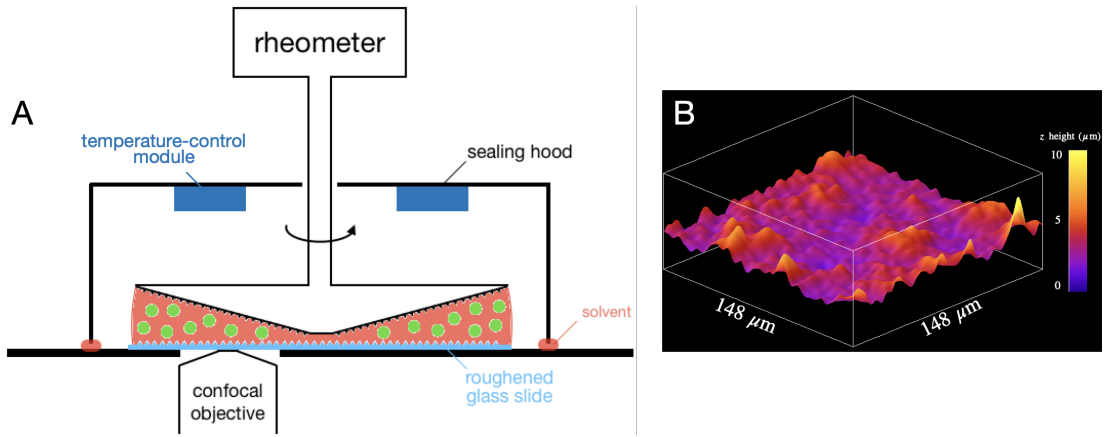 rheometer
A
temperature-control
module
sealing hood
solvent
roughened
glass slide
confocal
objective
B
z height (μm)
10
5
0
148 μm
148 μm